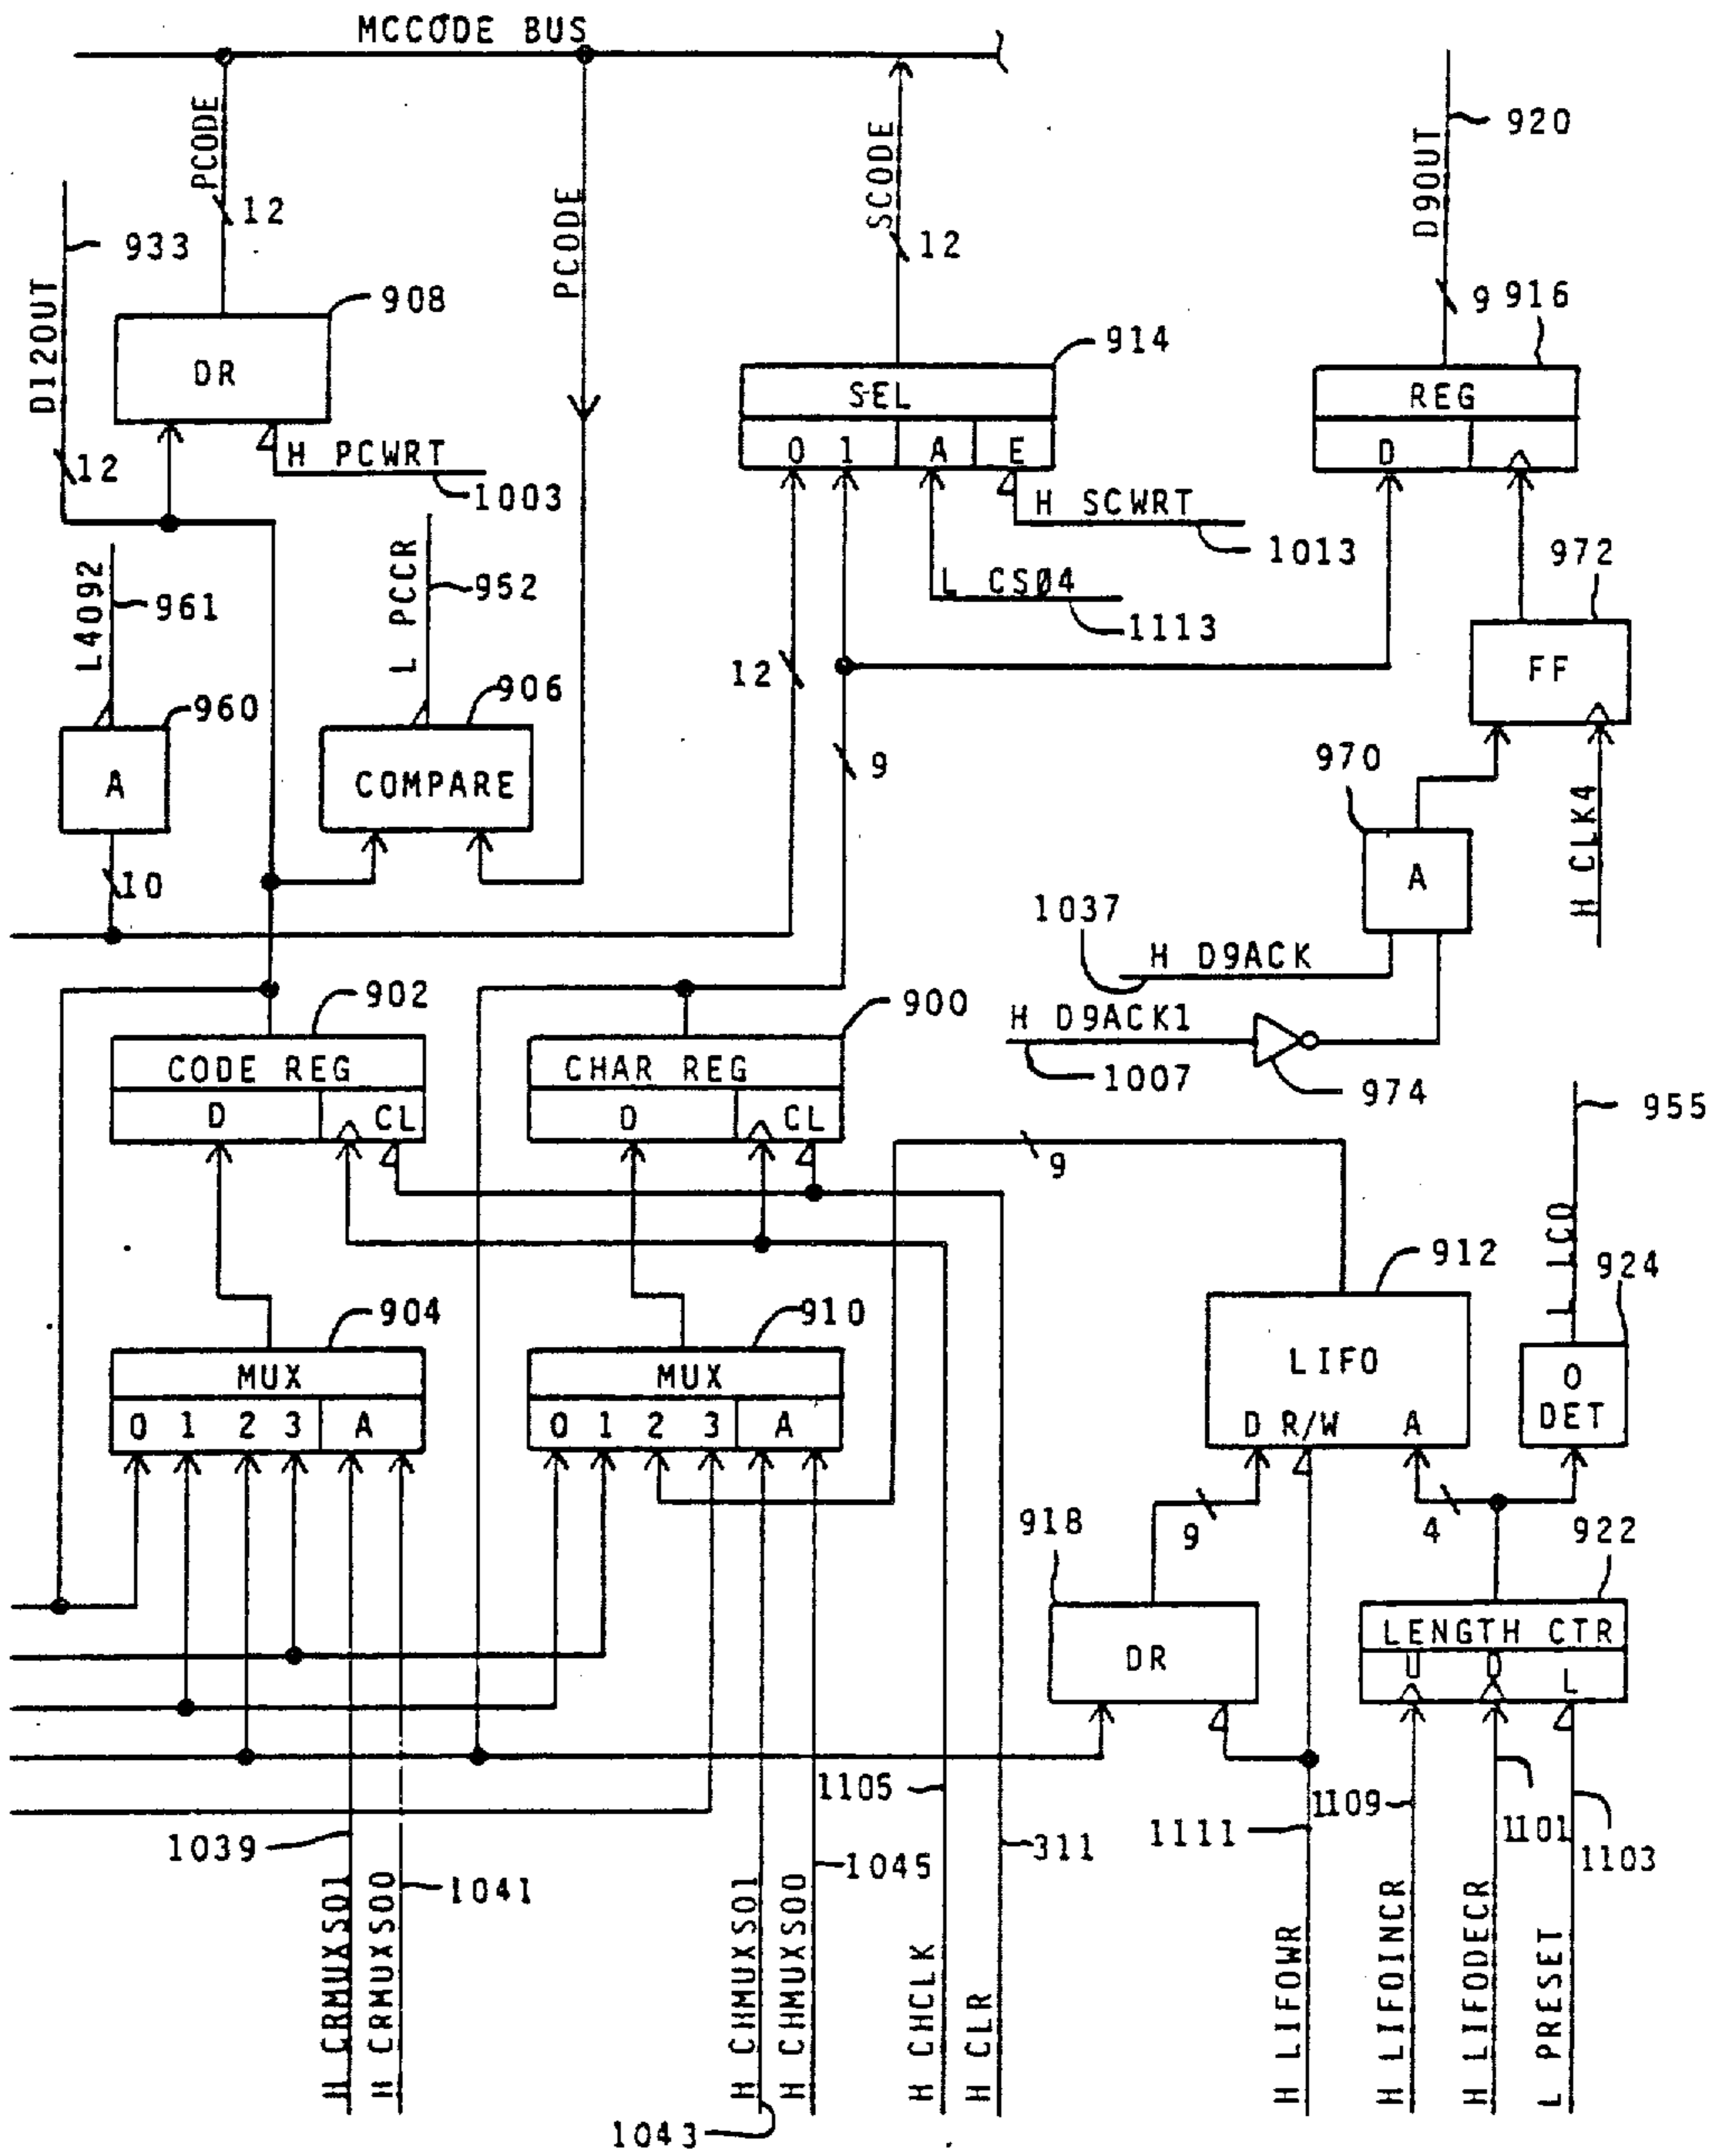 MCCODE BUS
PCODE
12
PCODE
SCODE
12
D9OUT
920
9
916
D12OUT
933
12
908
DR
H PCWRT
1003
914
SEL
0 1 A E
H SCWRT
1013
L CSØ4
1113
REG
D
972
FF
H CLK4
L4092
961
L PCCR
952
960
A
10
906
COMPARE
12
9
970
A
1037
H D9ACK
H D9ACK1
1007
974
902
CODE REG
D CL
900
CHAR REG
D CL
9
955
L LC0
912
LIFO
D R/W A
924
0
DET
904
MUX
0 1 2 3 A
910
MUX
0 1 2 3 A
918
9
DR
4
922
LENGTH CTR
U D L
1039
1041
1043
1045
1105
311
1111
1109
1101
1103
H CRMUXS01
H CRMUXS00
H CHMUXS01
H CHMUXS00
H CHCLK
H CLR
H LIFOWR
H LIFOINCR
H LIFODECR
L PRESET